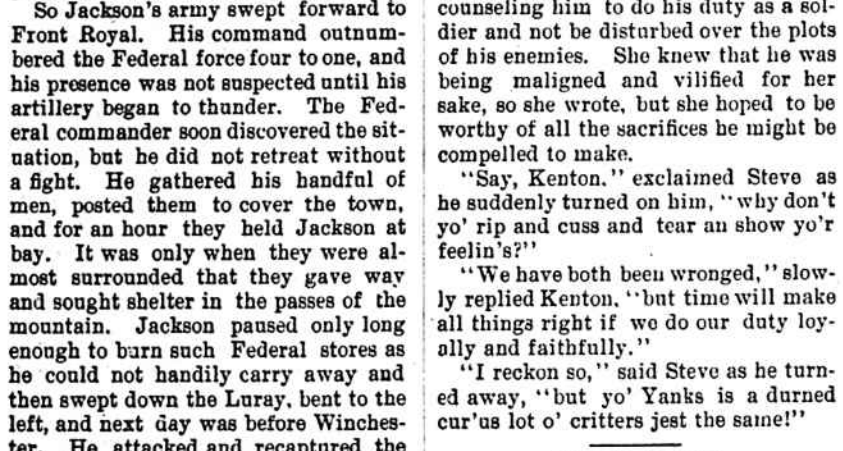 So Jackson's army swept forward to
Front Royal. His command outnum-
bered the Federal force four to one, and
his presence was not suspected until his
artillery began to thunder. The Fed-
eral commander soon discovered the sit-
uation, but he did not retreat without
a fight. He gathered his handful of
men, posted them to cover the town,
and for an hour they held Jackson at
bay. It was only when they were al-
most surrounded that they gave way
and sought shelter in the passes of the
mountain. Jackson paused only long
enough to burn such Federal stores as
he could not handily carry away and
then swept down the Luray, bent to the
left, and next day was before Winches-
ter. He attacked and recaptured the
counseling him to do his duty as a sol-
dier and not be disturbed over the plots
of his enemies. She knew that he was
being maligned and vilified for her
sake, so she wrote, but she hoped to be
worthy of all the sacrifices he might be
compelled to make.
"Say, Kenton." exclaimed Steve as
he suddenly turned on him, "why don't
yo' rip and cuss and tear an show yo'r
feelin's?"
"We have both been wronged," slow-
ly replied Kenton, "but time will make
all things right if we do our duty loy-
ally and faithfully."
"I reckon so," said Steve as he turn-
ed away, "but yo' Yanks is a durned
cur'us lot o' critters jest the same!"